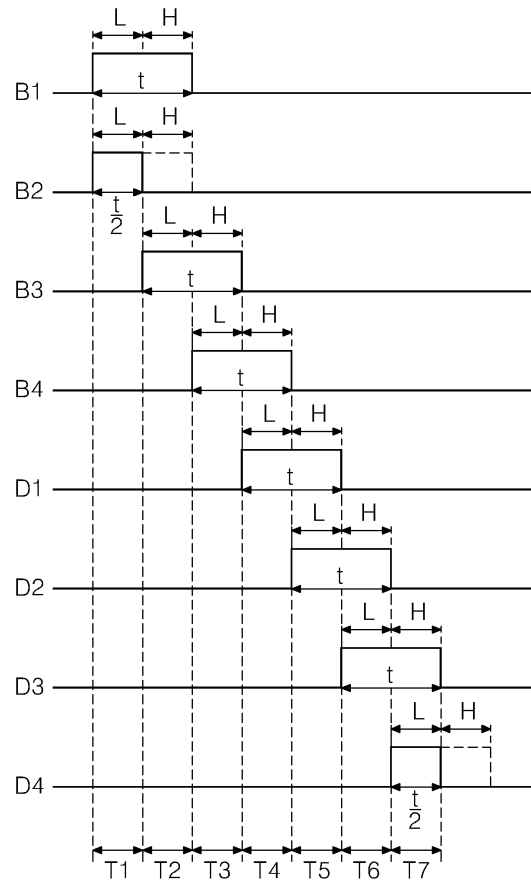 L H
B1 t
L H
B2 t/2
L H
B3 t
L H
B4 t
L H
D1 t
L H
D2 t
L H
D3 t
L H
D4 t/2
T1 T2 T3 T4 T5 T6 T7